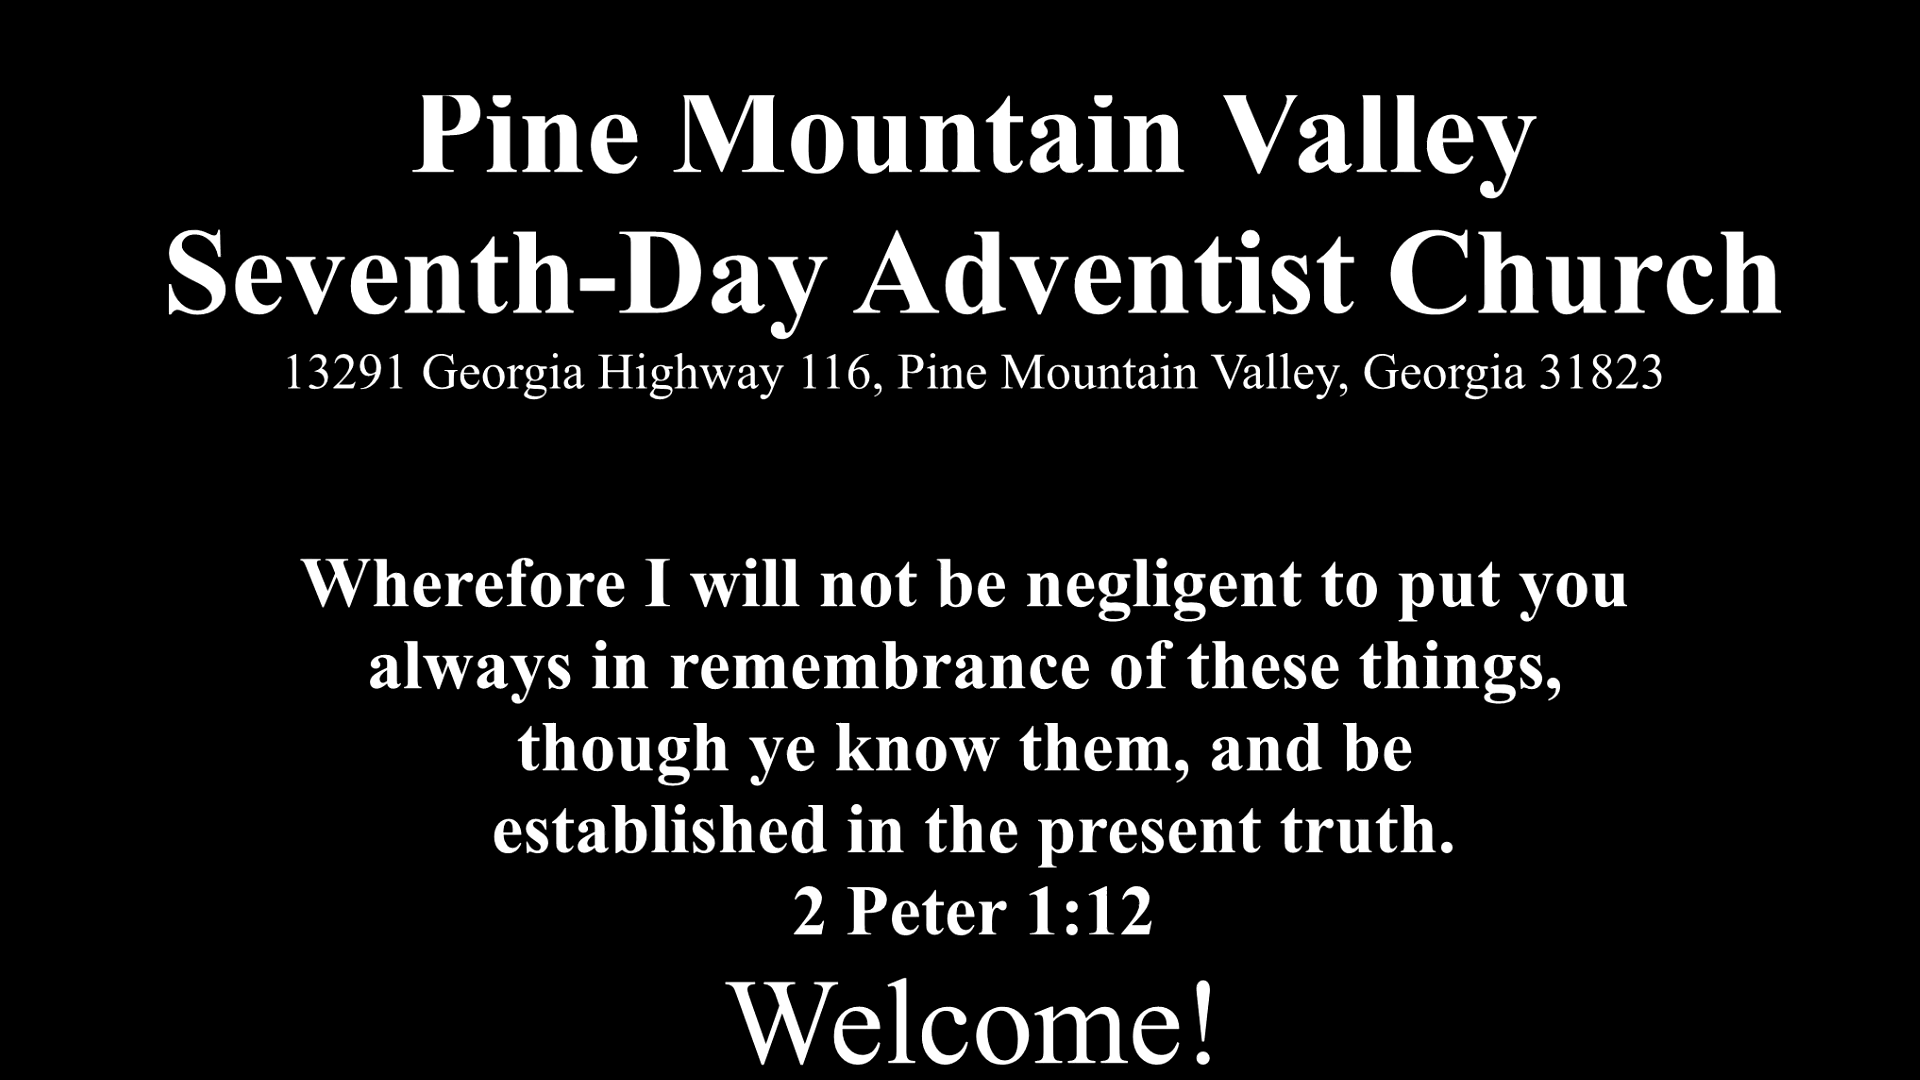 Pine Mountain Valley
Seventh-Day Adventist Church
13291 Georgia Highway 116, Pine Mountain Valley, Georgia 31823
Wherefore I will not be negligent to put you
always in remembrance of these things,
though ye know them, and be
established in the present truth.
2 Peter 1:12
Welcome!